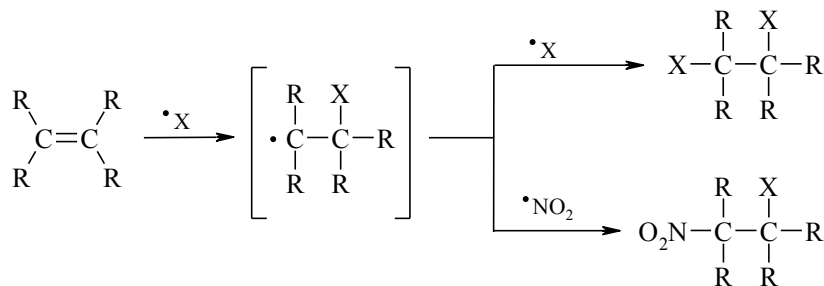 R R
C=C
R R
•X
R X
•C–C–R
R R
•X
R X
X–C–C–R
R R
•NO₂
R X
O₂N–C–C–R
R R